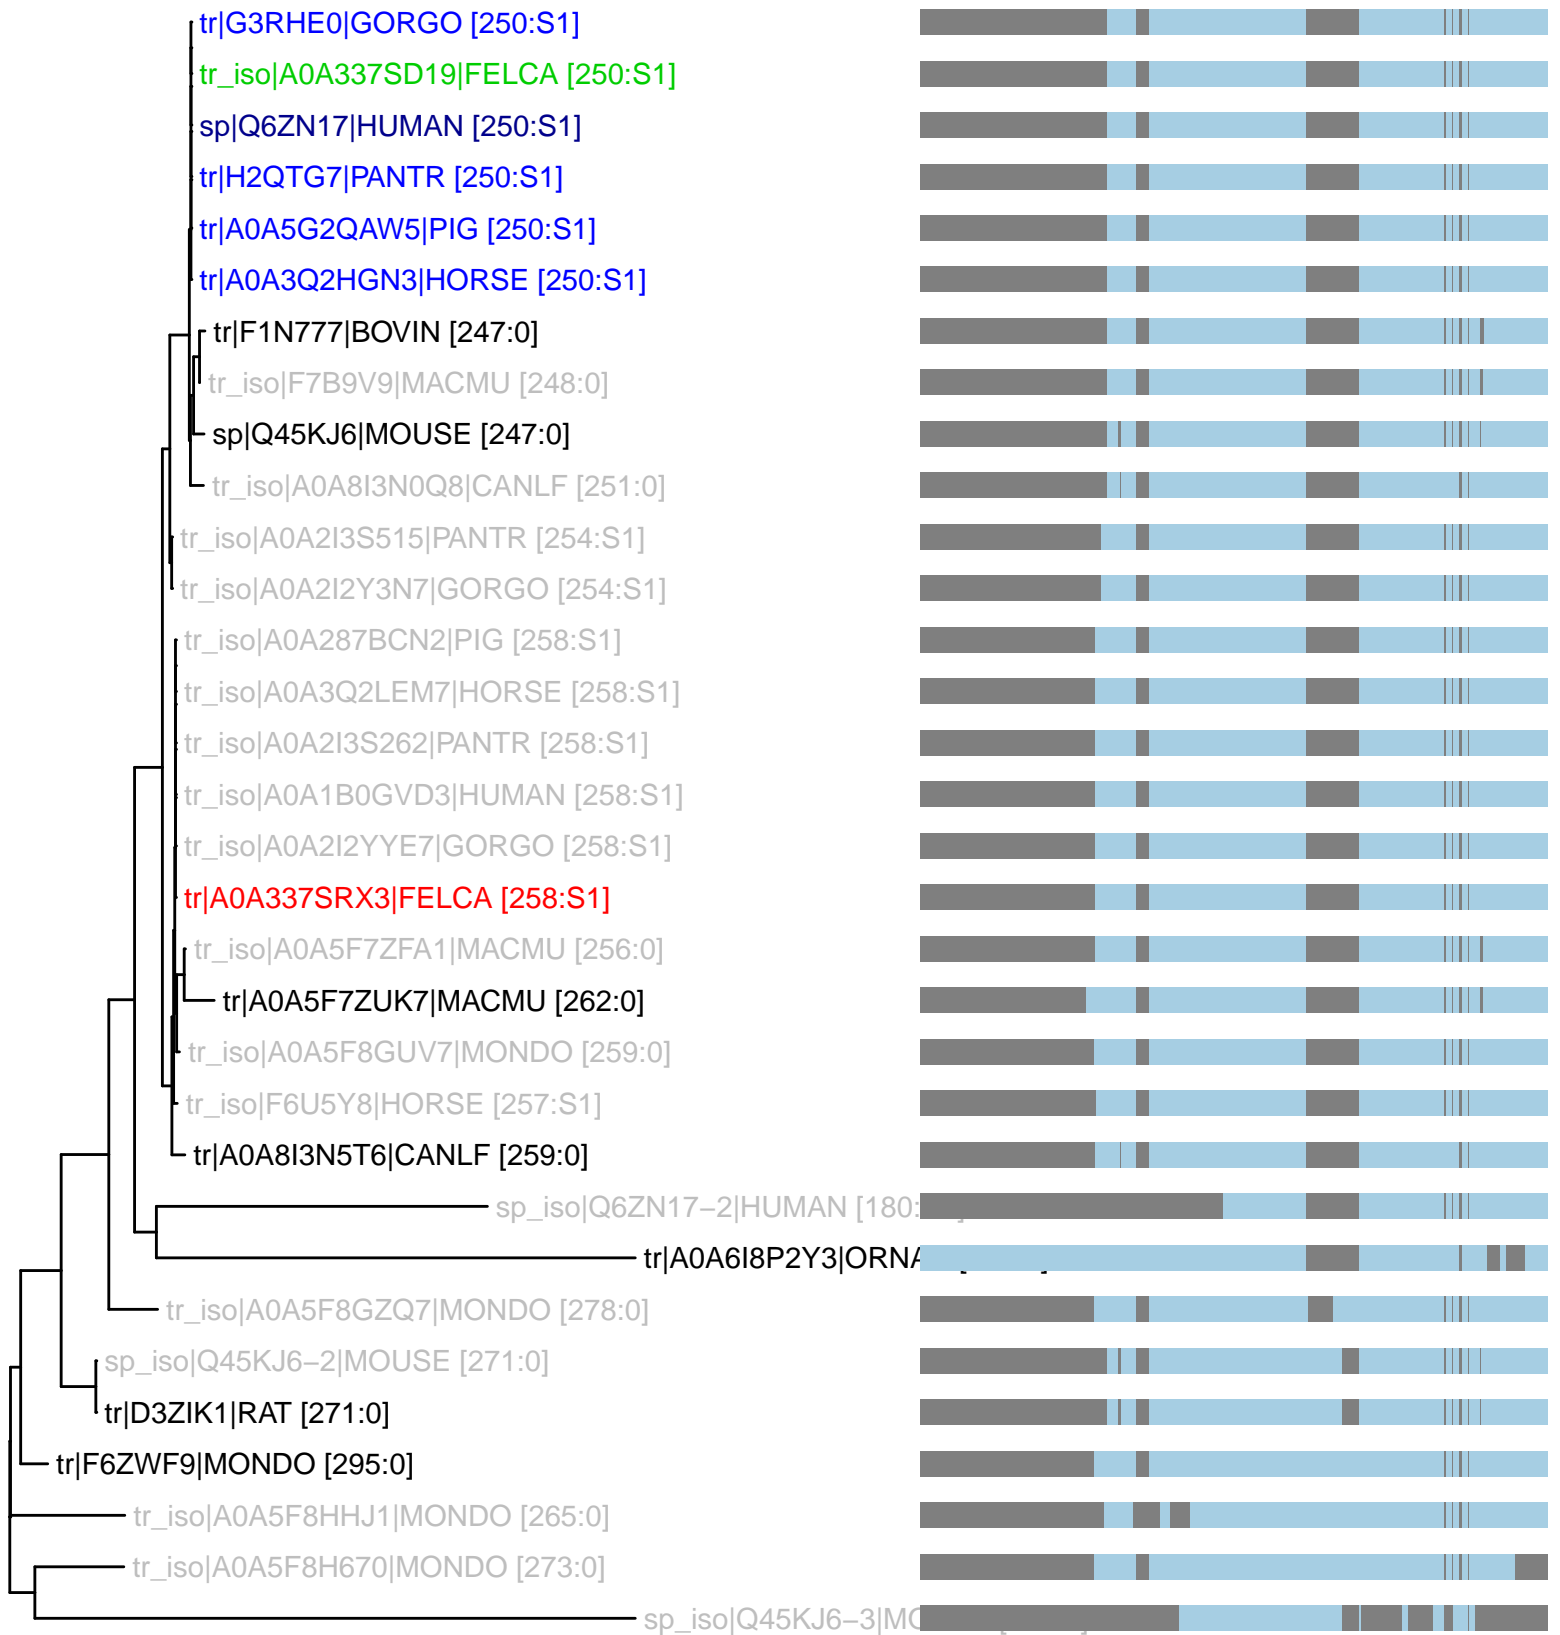 tr|G3RHE0|GORGO [250:S1]
tr_iso|A0A337SD19|FELCA [250:S1]
sp|Q6ZN17|HUMAN [250:S1]
tr|H2QTG7|PANTR [250:S1]
tr|A0A5G2QAW5|PIG [250:S1]
tr|A0A3Q2HGN3|HORSE [250:S1]
tr|F1N777|BOVIN [247:0]
tr_iso|F7B9V9|MACMU [248:0]
sp|Q45KJ6|MOUSE [247:0]
tr_iso|A0A8I3N0Q8|CANLF [251:0]
tr_iso|A0A2I3S515|PANTR [254:S1]
tr_iso|A0A2I2Y3N7|GORGO [254:S1]
tr_iso|A0A287BCN2|PIG [258:S1]
tr_iso|A0A3Q2LEM7|HORSE [258:S1]
tr_iso|A0A2I3S262|PANTR [258:S1]
tr_iso|A0A1B0GVD3|HUMAN [258:S1]
tr_iso|A0A2I2YYE7|GORGO [258:S1]
tr|A0A337SRX3|FELCA [258:S1]
tr_iso|A0A5F7ZFA1|MACMU [256:0]
tr|A0A5F7ZUK7|MACMU [262:0]
tr_iso|A0A5F8GUV7|MONDO [259:0]
tr_iso|F6U5Y8|HORSE [257:S1]
tr|A0A8I3N5T6|CANLF [259:0]
sp_iso|Q6ZN17−2|HUMAN [180:
tr|A0A6I8P2Y3|ORNA
tr_iso|A0A5F8GZQ7|MONDO [278:0]
sp_iso|Q45KJ6−2|MOUSE [271:0]
tr|D3ZIK1|RAT [271:0]
tr|F6ZWF9|MONDO [295:0]
tr_iso|A0A5F8HHJ1|MONDO [265:0]
tr_iso|A0A5F8H670|MONDO [273:0]
sp_iso|Q45KJ6−3|MO